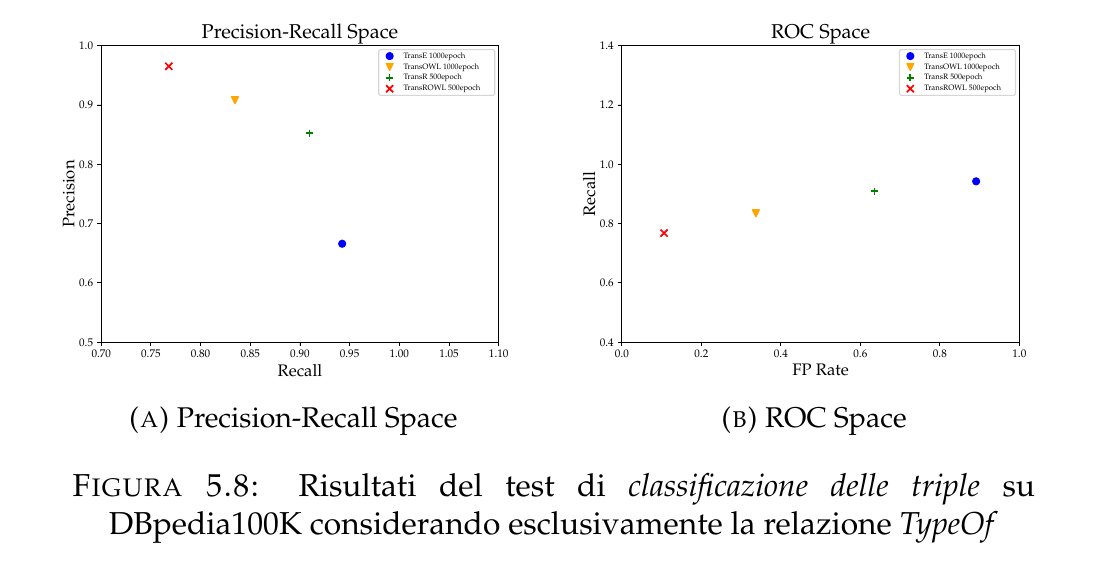 Precision-Recall Space
1.0
0.9
0.8
0.7
0.6
0.5
Precision
0.70 0.75 0.80 0.85 0.90 0.95 1.00 1.05 1.10
Recall
TransE 1000epoch
TransOWL 1000epoch
TransR 500epoch
TransROWL 500epoch
(A) Precision-Recall Space
ROC Space
1.4
1.2
1.0
0.8
0.6
0.4
Recall
0.0 0.2 0.4 0.6 0.8 1.0
FP Rate
TransE 1000epoch
TransOWL 1000epoch
TransR 500epoch
TransROWL 500epoch
(B) ROC Space
FIGURA 5.8: Risultati del test di classificazione delle triple su
DBpedia100K considerando esclusivamente la relazione TypeOf